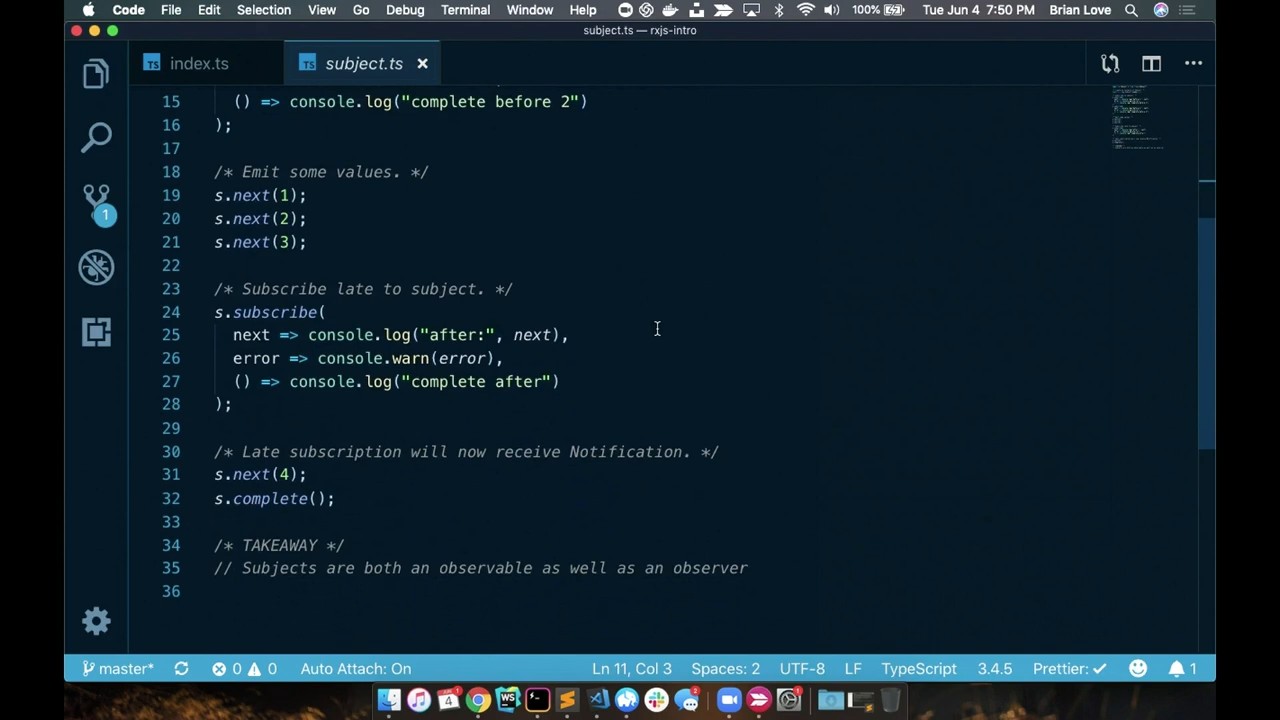 Code File Edit Selection View Go Debug Terminal Window Help 100% Tue Jun 4 7:50 PM Brian Love
subject.ts — rxjs-intro
TS index.ts TS subject.ts
15 () => console.log("complete before 2")
16 );
17
18 /* Emit some values. */
19 s.next(1);
20 s.next(2);
21 s.next(3);
22
23 /* Subscribe late to subject. */
24 s.subscribe(
25 next => console.log("after:", next),
26 error => console.warn(error),
27 () => console.log("complete after")
28 );
29
30 /* Late subscription will now receive Notification. */
31 s.next(4);
32 s.complete();
33
34 /* TAKEAWAY */
35 // Subjects are both an observable as well as an observer
36
1
master* 0 0 Auto Attach: On Ln 11, Col 3 Spaces: 2 UTF-8 LF TypeScript 3.4.5 Prettier: ✓ 1
4 WS 2